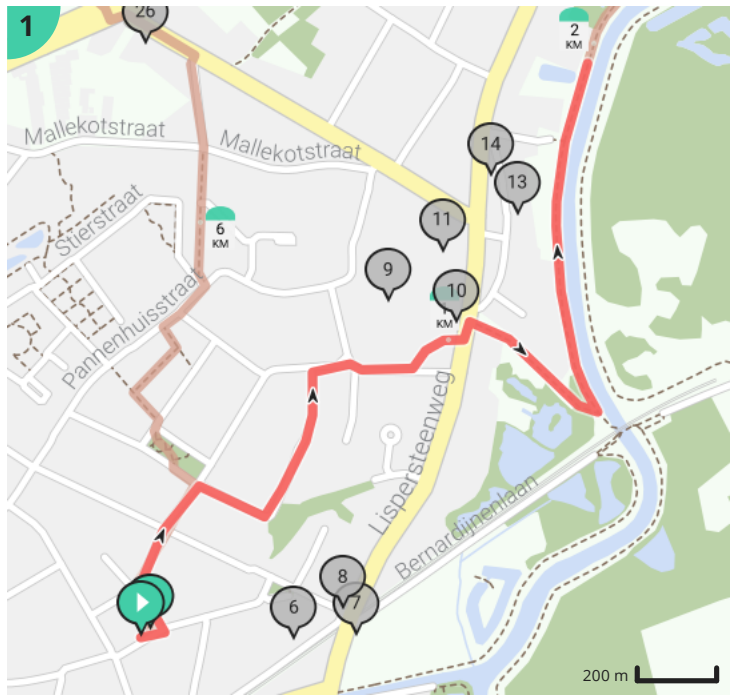 1
26
2
KM
Mallekotstraat
Mallekotstraat
14
13
Stierstraat
6
KM
11
9
10
KM
Pannenhuisstraat
Lispersteenweg
Bernardijnenlaan
8
6
7
200 m